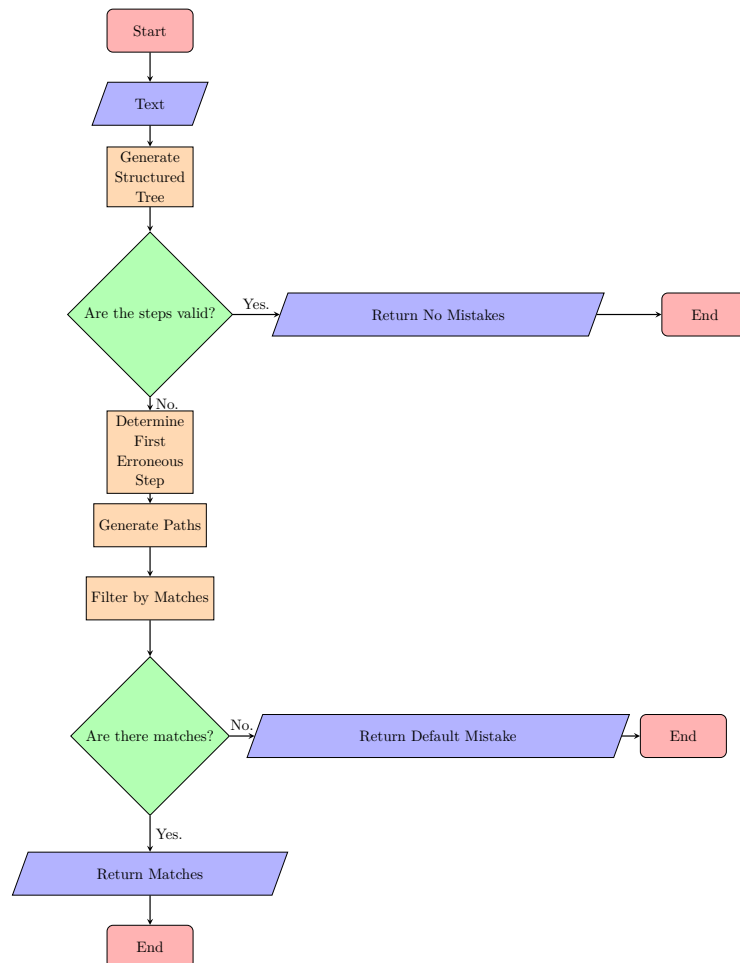 Start
Text
Generate
Structured
Tree
Are the steps valid?
Yes.
Return No Mistakes
End
No.
Determine
First
Erroneous
Step
Generate Paths
Filter by Matches
Are there matches?
No.
Return Default Mistake
End
Yes.
Return Matches
End